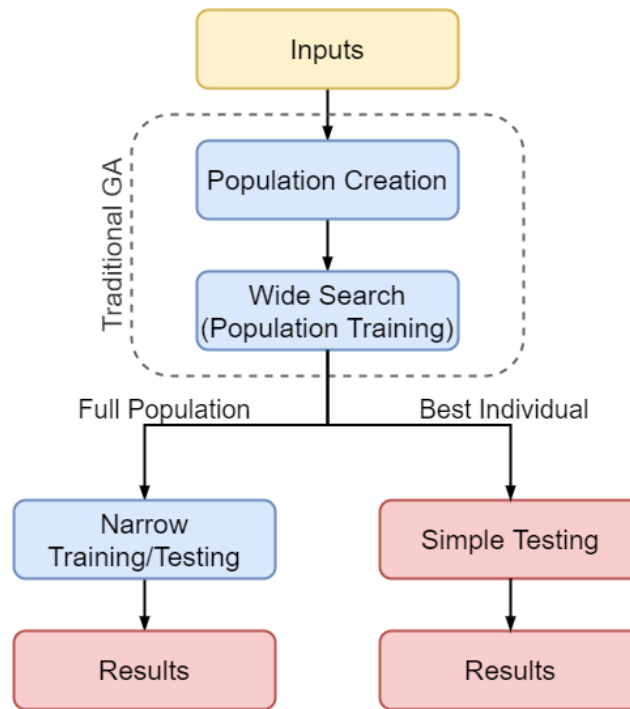 Inputs
Traditional GA
Population Creation
Wide Search
(Population Training)
Full Population
Best Individual
Narrow
Training/Testing
Simple Testing
Results
Results